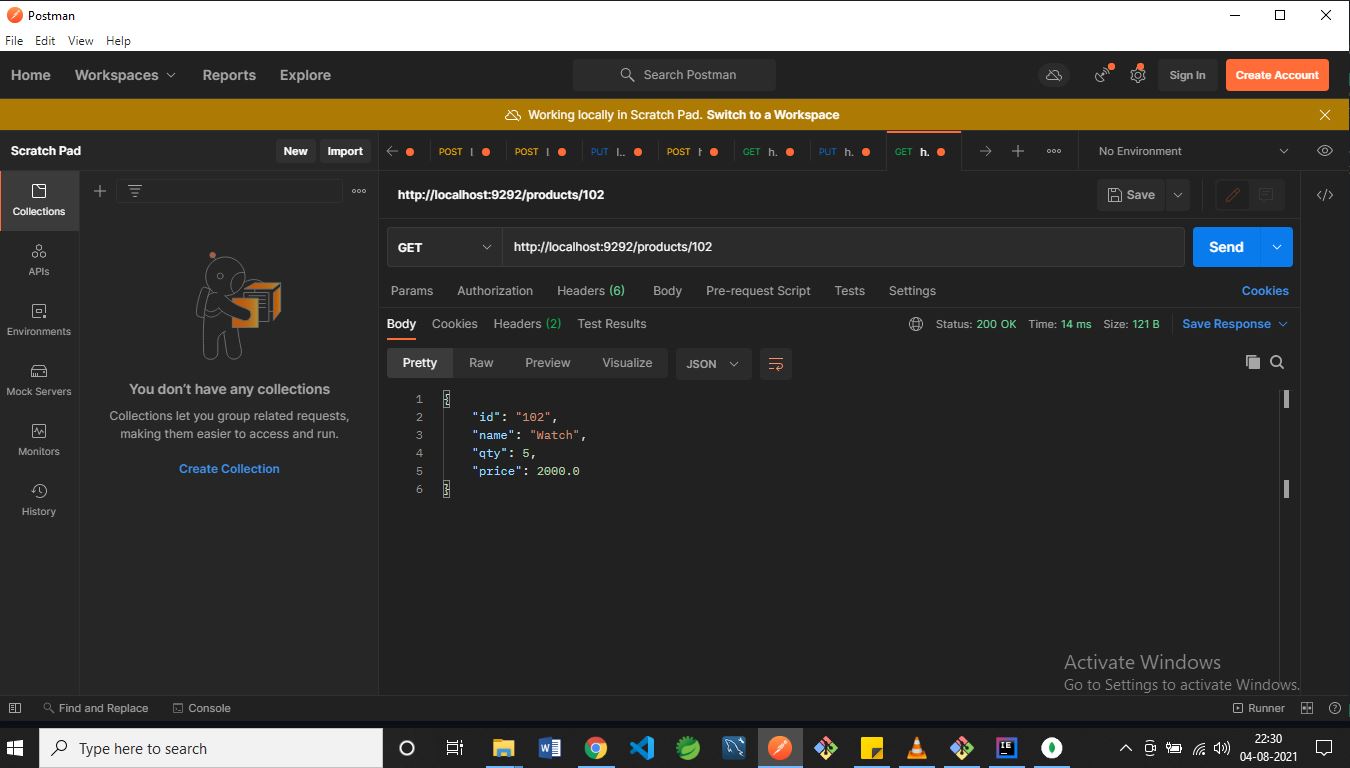 Postman
File Edit View Help
Home Workspaces Reports Explore Search Postman Sign In Create Account
Working locally in Scratch Pad. Switch to a Workspace
Scratch Pad New Import POST l POST l PUT l.. POST h GET h. PUT h. GET h. No Environment
http://localhost:9292/products/102 Save
Collections
GET http://localhost:9292/products/102 Send
APIs
Params Authorization Headers (6) Body Pre-request Script Tests Settings Cookies
Environments
Body Cookies Headers (2) Test Results Status: 200 OK Time: 14 ms Size: 121 B Save Response
Pretty Raw Preview Visualize JSON
Mock Servers
You don't have any collections
Collections let you group related requests,
making them easier to access and run.
Create Collection
Monitors
History
1 {
2 "id": "102",
3 "name": "Watch",
4 "qty": 5,
5 "price": 2000.0
6 }
Activate Windows
Go to Settings to activate Windows.
Find and Replace Console Runner
Type here to search
22:30
04-08-2021